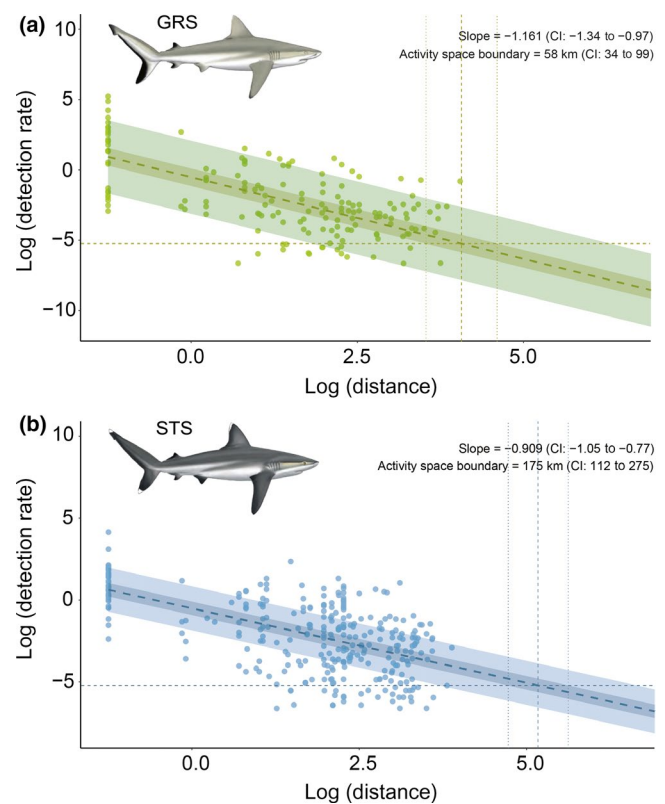 (a)
GRS
Slope = −1.161 (CI: −1.34 to −0.97)
Activity space boundary = 58 km (CI: 34 to 99)
Log (detection rate)
10
5
0
−5
−10
0.0 2.5 5.0
Log (distance)
(b)
STS
Slope = −0.909 (CI: −1.05 to −0.77)
Activity space boundary = 175 km (CI: 112 to 275)
Log (detection rate)
10
5
0
−5
0.0 2.5 5.0
Log (distance)